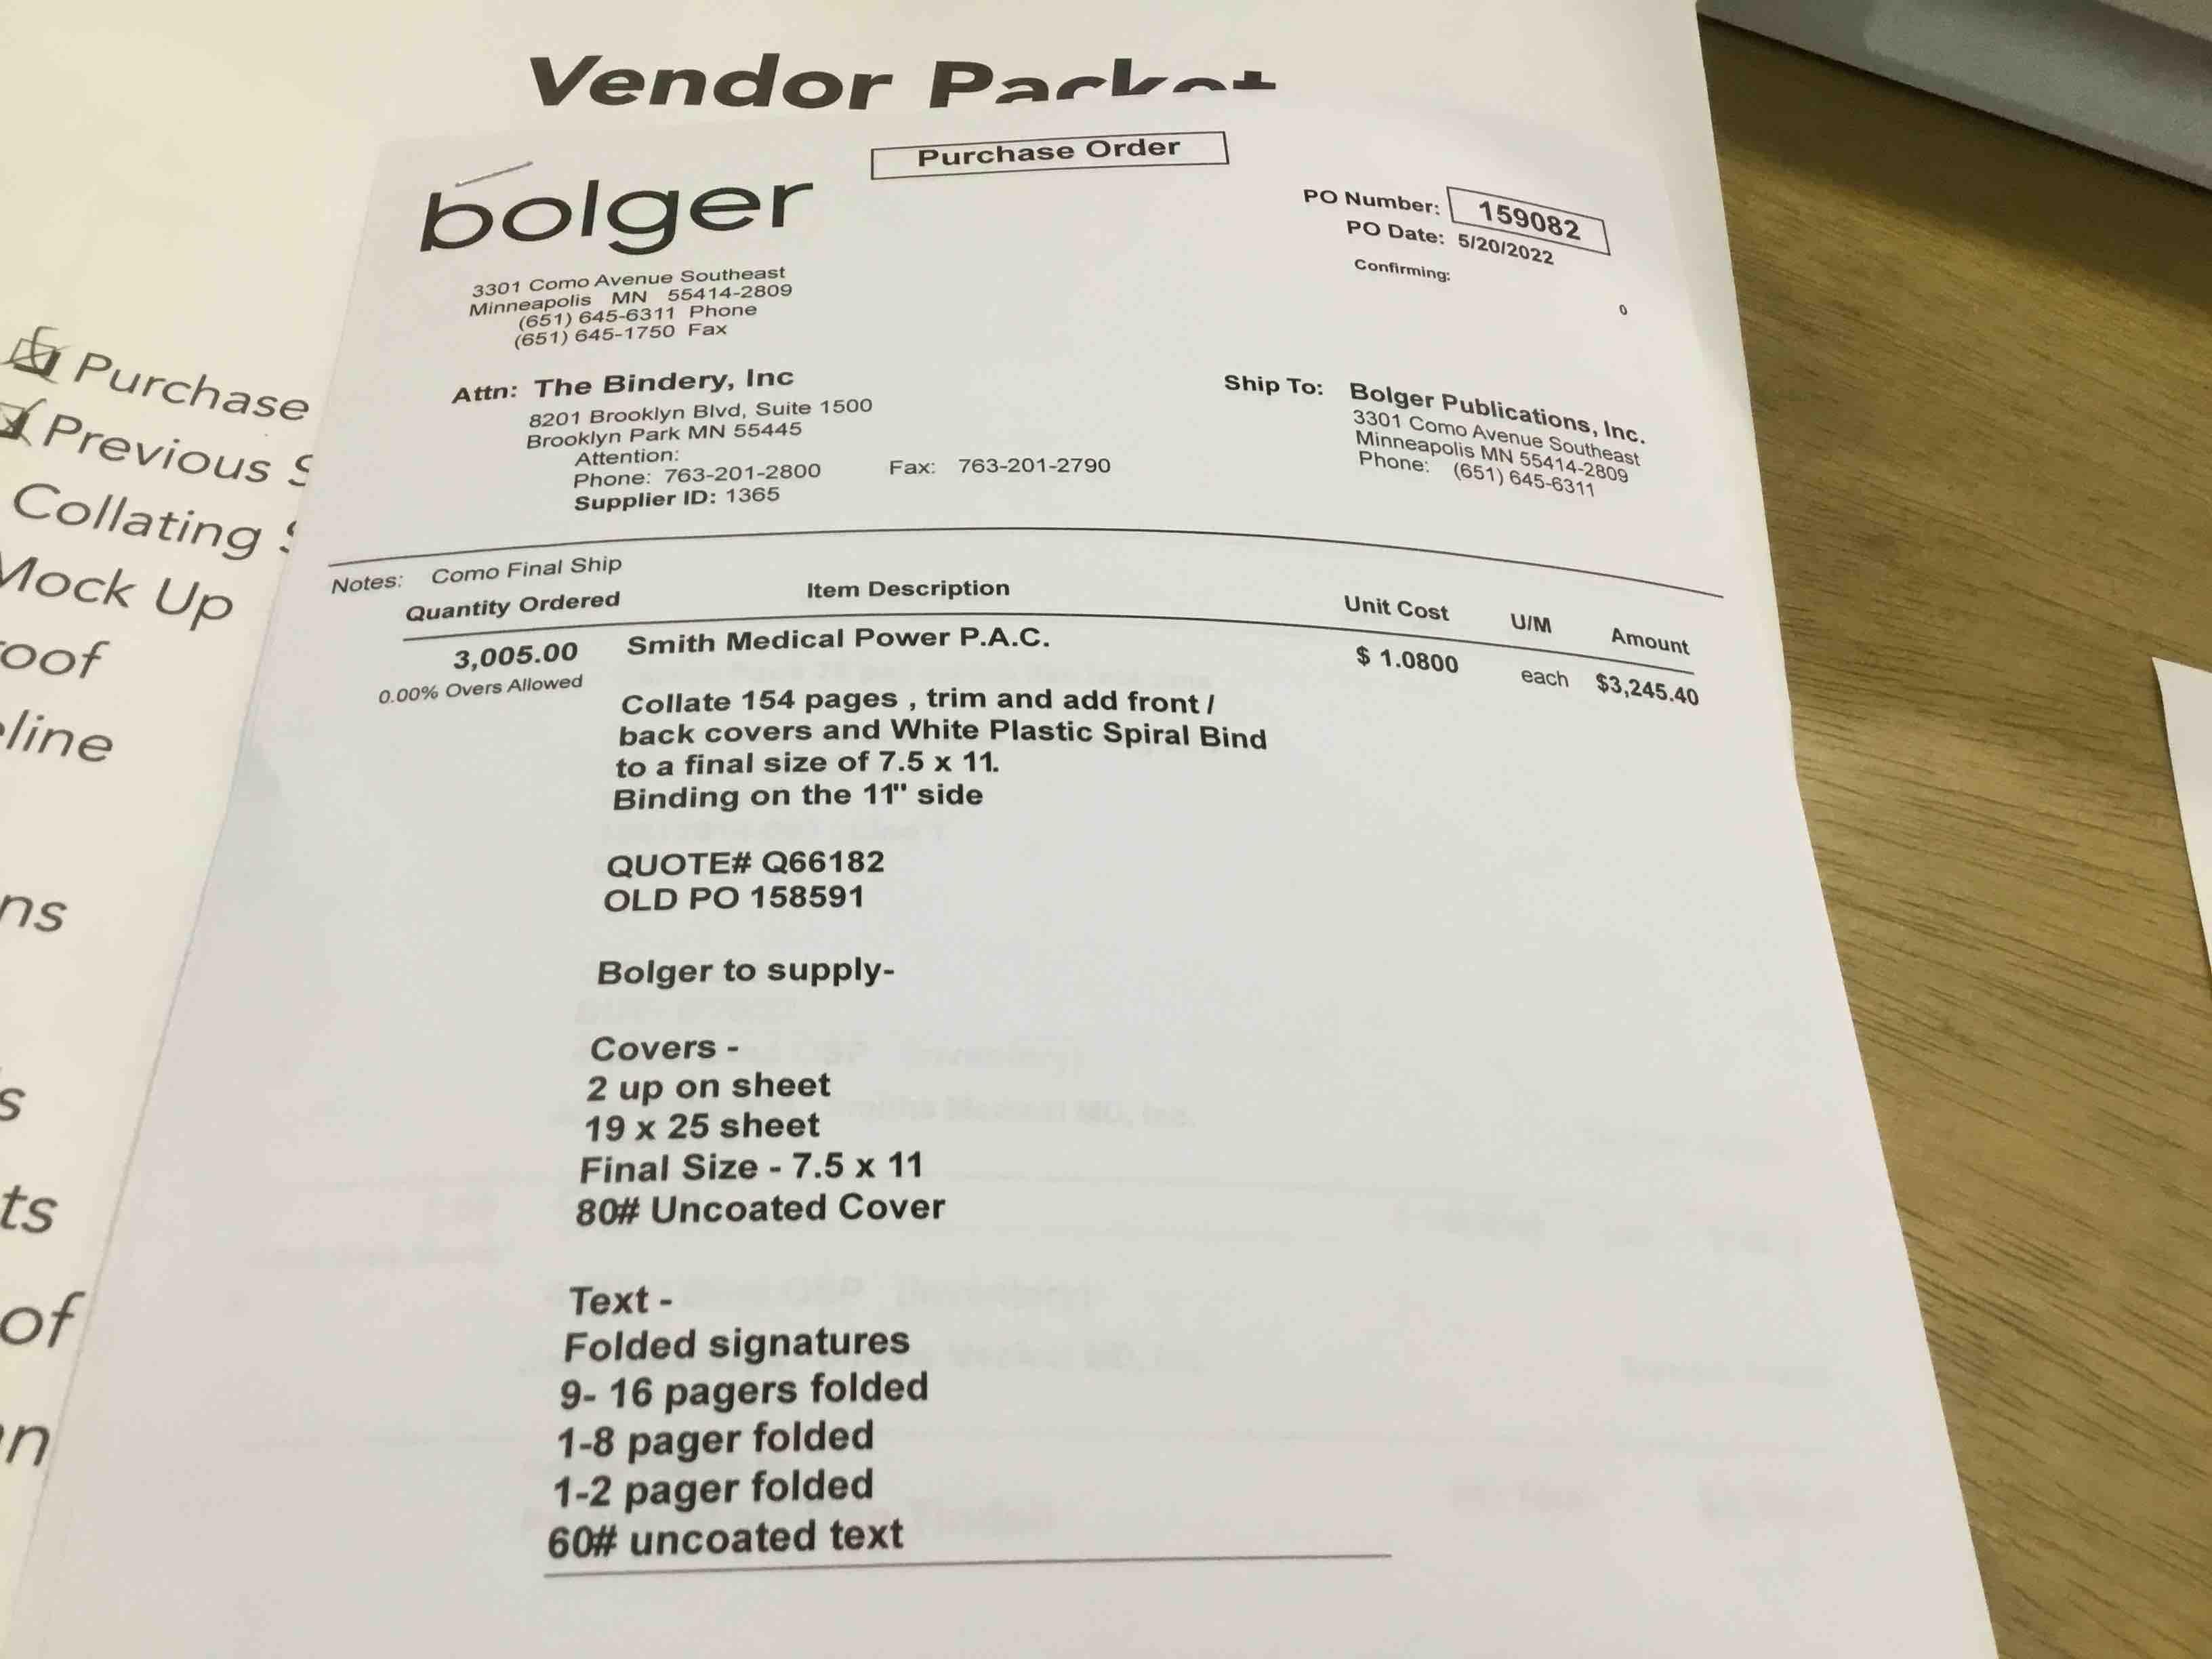 Vendor Packet
Purchase Order
bolger
3301 Como Avenue Southeast
Minneapolis MN 55414-2809
(651) 645-6311 Phone
(651) 645-1750 Fax
PO Number: 159082
PO Date: 5/20/2022
Confirming:
0
Attn: The Bindery, Inc
8201 Brooklyn Blvd, Suite 1500
Brooklyn Park MN 55445
Attention:
Phone: 763-201-2800 Fax: 763-201-2790
Supplier ID: 1365
Ship To: Bolger Publications, Inc.
3301 Como Avenue Southeast
Minneapolis MN 55414-2809
Phone: (651) 645-6311
Notes: Como Final Ship
Quantity Ordered Item Description Unit Cost U/M Amount
3,005.00 Smith Medical Power P.A.C. $ 1.0800 each $3,245.40
0.00% Overs Allowed
Collate 154 pages , trim and add front /
back covers and White Plastic Spiral Bind
to a final size of 7.5 x 11.
Binding on the 11" side
QUOTE# Q66182
OLD PO 158591
Bolger to supply-
Covers -
2 up on sheet
19 x 25 sheet
Final Size - 7.5 x 11
80# Uncoated Cover
Text -
Folded signatures
9- 16 pagers folded
1-8 pager folded
1-2 pager folded
60# uncoated text
Purchase
Previous S
Collating S
Mock Up
oof
line
ns
s
ts
of
n